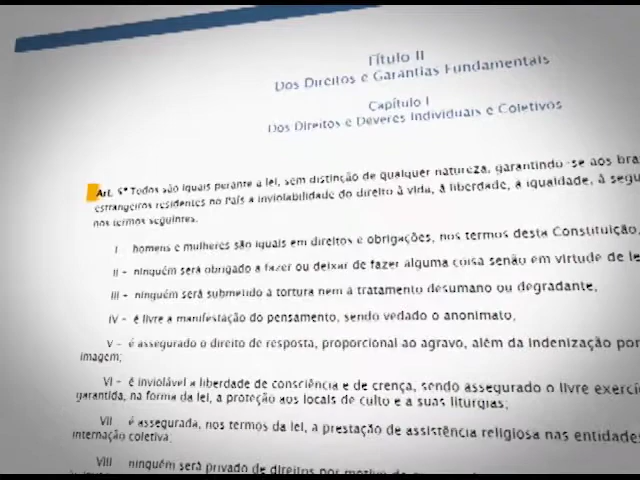 Título II
Dos Direitos e Garantias Fundamentais
Capítulo I
Dos Direitos e Deveres Individuais e Coletivos
Art. 5º Todos são iguais perante a lei, sem distinção de qualquer natureza, garantindo-se aos bra
estrangeiros residentes no País a inviolabilidade do direito à vida, à liberdade, à igualdade, à segu
nos termos seguintes.
I homens e mulheres são iguais em direitos e obrigações, nos termos desta Constituição,
II - ninguém será obrigado a fazer ou deixar de fazer alguma coisa senão em virtude de le
III - ninguém será submetido à tortura nem a tratamento desumano ou degradante,
IV - é livre a manifestação do pensamento, sendo vedado o anonimato,
V - é assegurado o direito de resposta, proporcional ao agravo, além da indenização por
imagem;
VI - é inviolável a liberdade de consciência e de crença, sendo assegurado o livre exercíc
garantida, na forma da lei, a proteção aos locais de culto e a suas liturgias;
VII é assegurada, nos termos da lei, a prestação de assistência religiosa nas entidades
internação coletiva;
VIII ninguém será privado de direitos por motivo de